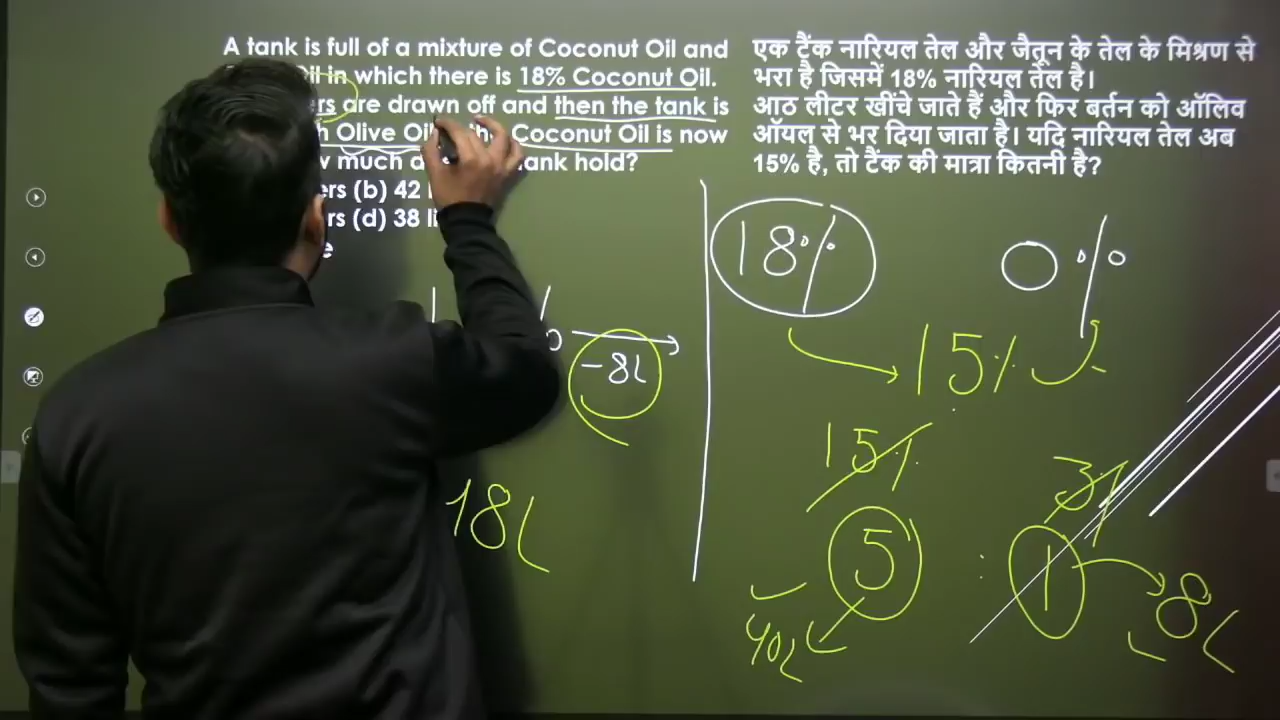 A tank is full of a mixture of Coconut Oil and
Oil in which there is 18% Coconut Oil.
are drawn off and then the tank is
Olive Oil Coconut Oil is now
much tank hold?
(b) 42
(d) 38
एक टैंक नारियल तेल और जैतून के तेल के मिश्रण से
भरा है जिसमें 18% नारियल तेल है।
आठ लीटर खींचे जाते हैं और फिर बर्तन को ऑलिव
ऑयल से भर दिया जाता है। यदि नारियल तेल अब
15% है, तो टैंक की मात्रा कितनी है?
-8L
18L
18% 0%
15%
15% 3%
5 : 1
40L 8L